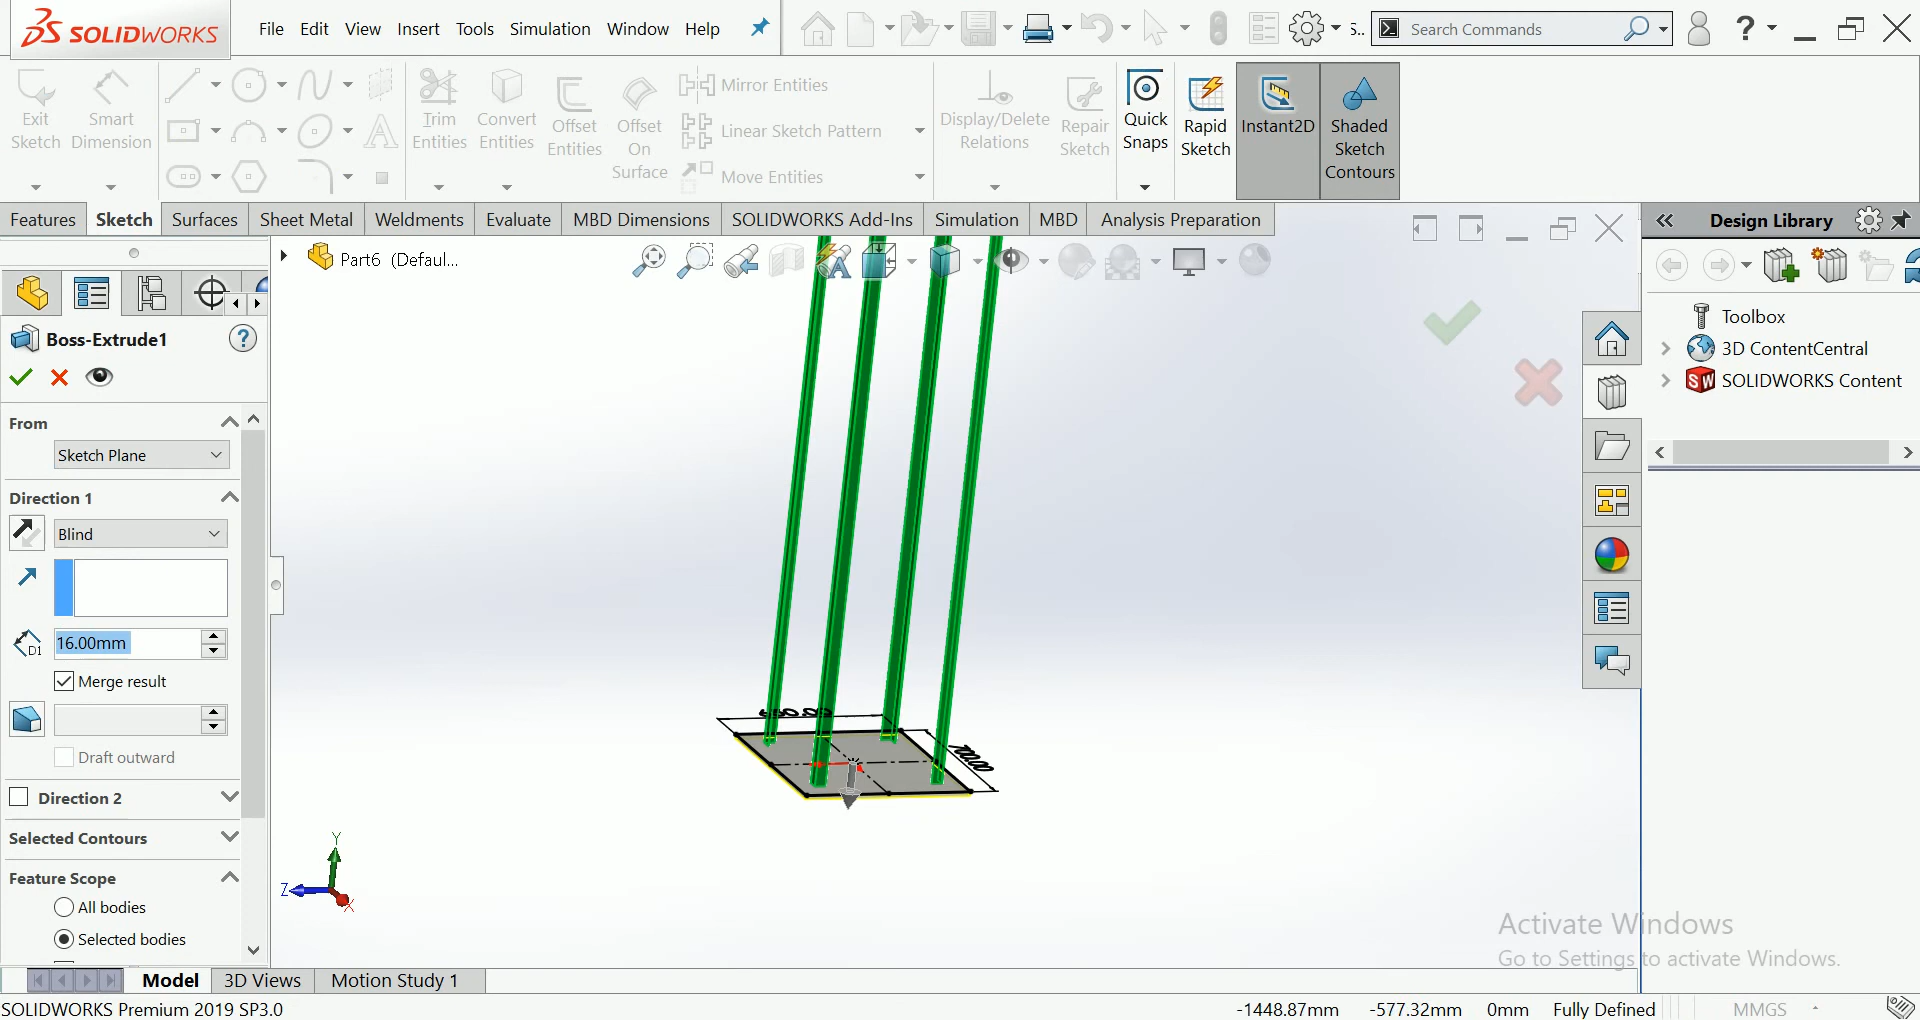 SOLIDWORKS
File Edit View Insert Tools Simulation Window Help
S..
Search Commands
Exit Sketch
Smart Dimension
Trim Entities
Convert Entities
Offset Entities
Offset On Surface
Mirror Entities
Linear Sketch Pattern
Move Entities
Display/Delete Relations
Repair Sketch
Quick Snaps
Rapid Sketch
Instant2D
Shaded Sketch Contours
Features Sketch Surfaces Sheet Metal Weldments Evaluate MBD Dimensions SOLIDWORKS Add-Ins Simulation MBD Analysis Preparation
Design Library
Part6 (Defaul...
Toolbox
3D ContentCentral
SOLIDWORKS Content
Boss-Extrude1
From
Sketch Plane
Direction 1
Blind
D1
16.00mm
Merge result
Draft outward
Direction 2
Selected Contours
Feature Scope
All bodies
Selected bodies
700.00
Y
Z
X
Activate Windows
Go to Settings to activate Windows.
Model 3D Views Motion Study 1
SOLIDWORKS Premium 2019 SP3.0
-1448.87mm -577.32mm 0mm Fully Defined MMGS